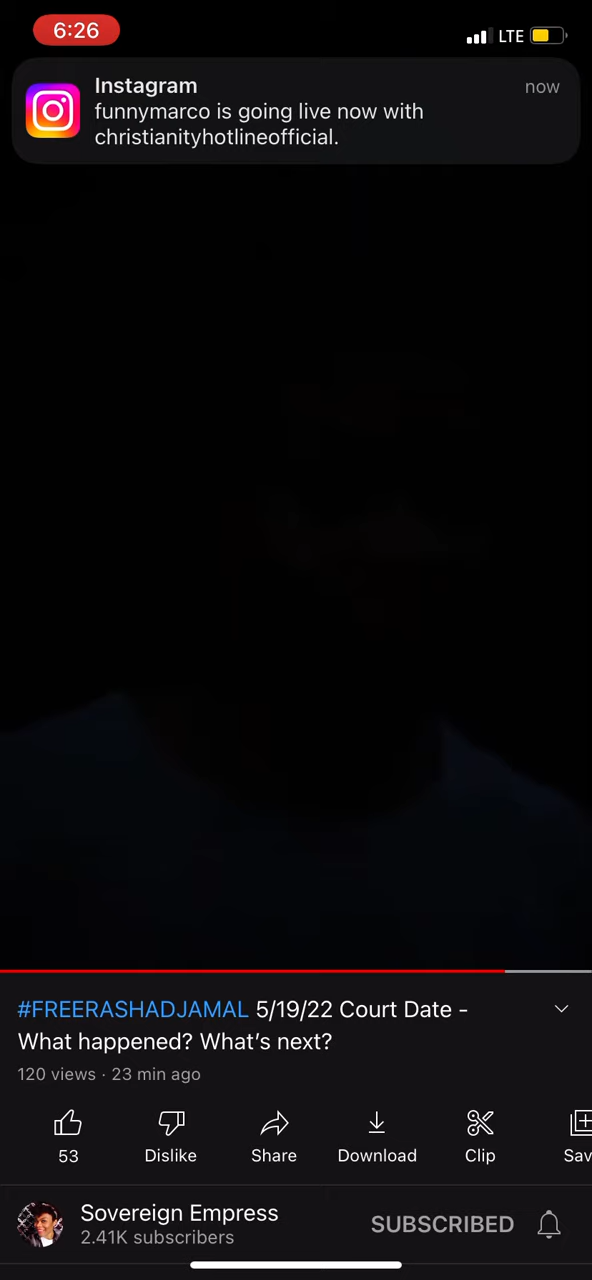 6:26
LTE
Instagram
now
funnymarco is going live now with
christianityhotlineofficial.
#FREERASHADJAMAL 5/19/22 Court Date -
What happened? What's next?
120 views · 23 min ago
53
Dislike
Share
Download
Clip
Sav
Sovereign Empress
SUBSCRIBED
2.41K subscribers